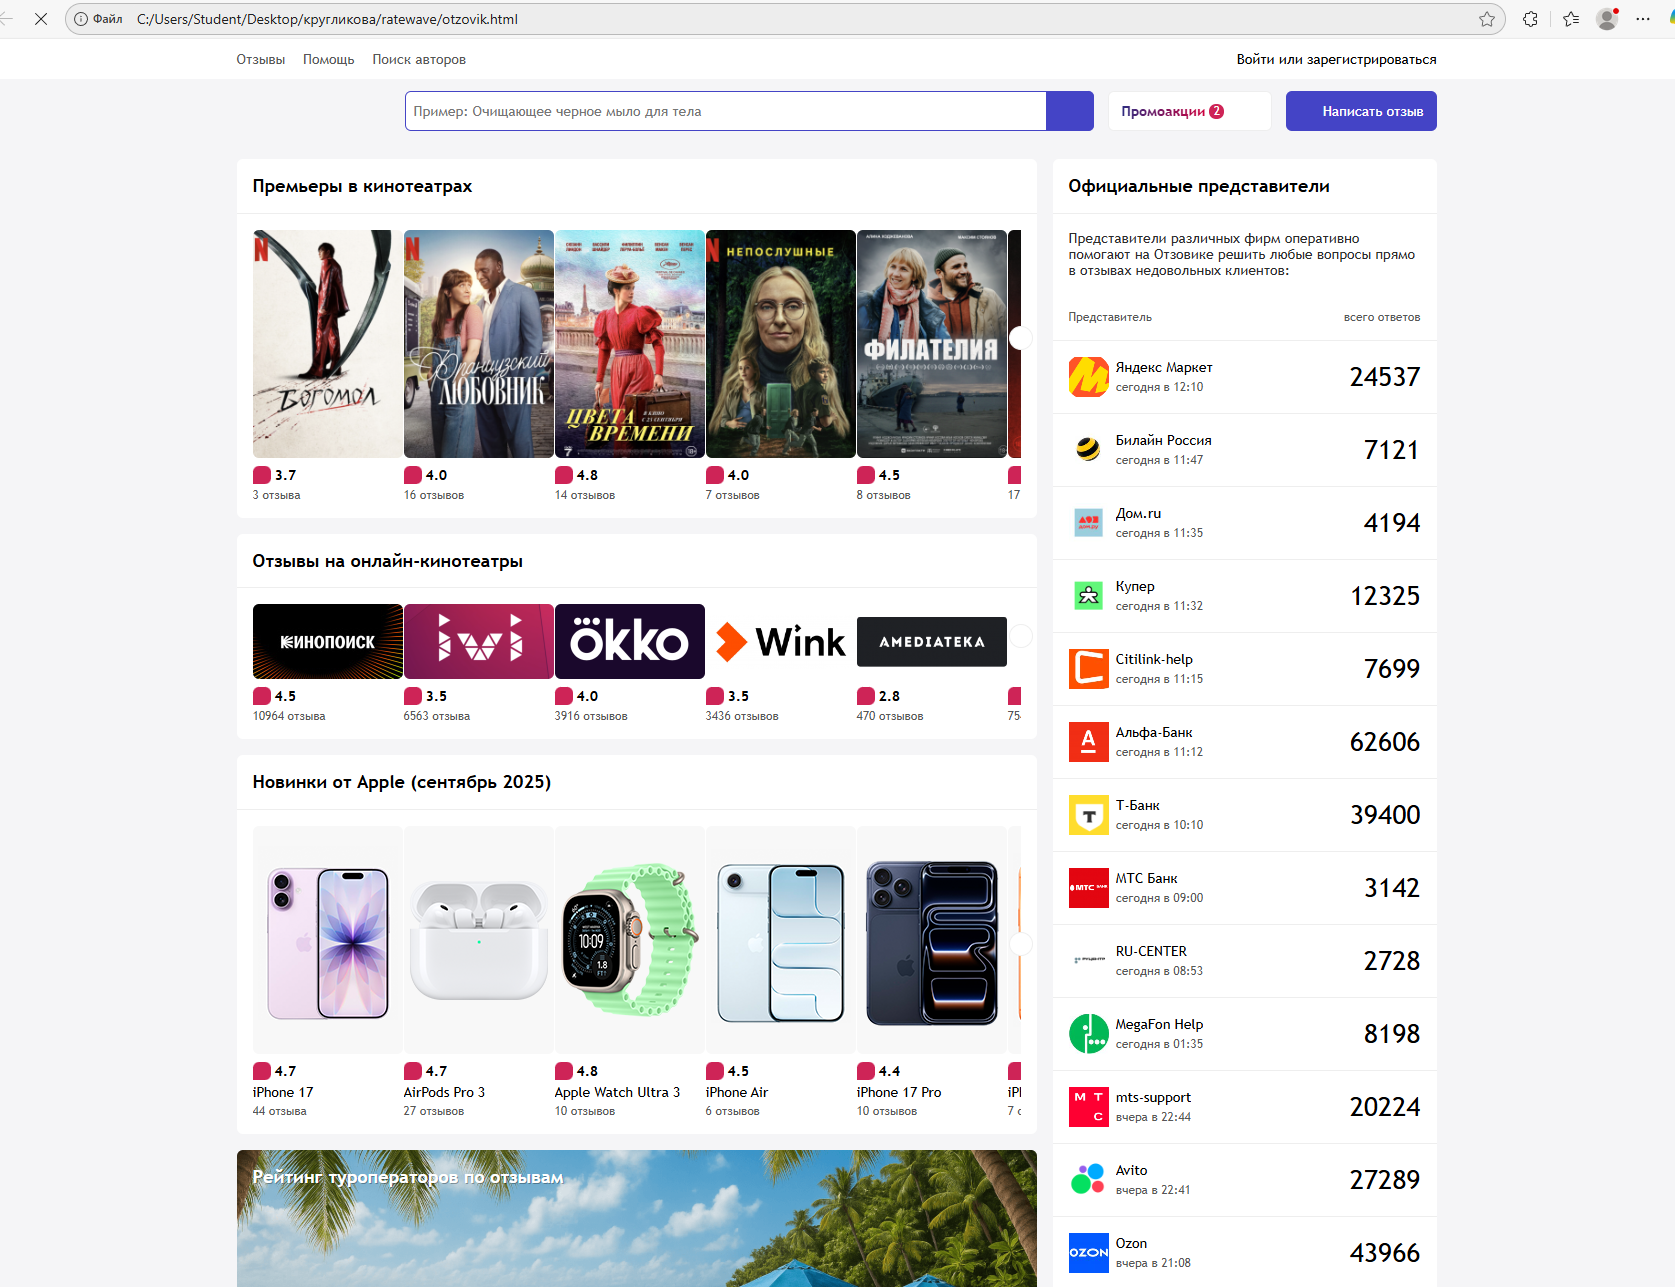 Файл
C:/Users/Student/Desktop/кругликова/ratewave/otzovik.html
Отзывы
Помощь
Поиск авторов
Войти или зарегистрироваться
Пример: Очищающее черное мыло для тела
Промоакции 2
Написать отзыв
Премьеры в кинотеатрах
N
БОГОМОЛ
N
Французский
ЛЮБОВНИК
ЦВЕТА
ВРЕМЕНИ
N
НЕПОСЛУШНЫЕ
ФИЛАТЕЛИЯ
3.7
4.0
4.8
4.0
4.5
3 отзыва
16 отзывов
14 отзывов
7 отзывов
8 отзывов
17
Отзывы на онлайн-кинотеатры
КИНОПОИСК
ivi
ökko
Wink
AMEDIATEKA
4.5
3.5
4.0
3.5
2.8
10964 отзыва
6563 отзыва
3916 отзывов
3436 отзывов
470 отзывов
75
Новинки от Apple (сентябрь 2025)
10:09
1.8
4.7
4.7
4.8
4.5
4.4
iPhone 17
AirPods Pro 3
Apple Watch Ultra 3
iPhone Air
iPhone 17 Pro
iPl
44 отзыва
27 отзывов
10 отзывов
6 отзывов
10 отзывов
7 о
Рейтинг туроператоров по отзывам
Официальные представители
Представители различных фирм оперативно
помогают на Отзовике решить любые вопросы прямо
в отзывах недовольных клиентов:
Представитель
всего ответов
Яндекс Маркет
сегодня в 12:10
24537
Билайн Россия
сегодня в 11:47
7121
Дом.ru
сегодня в 11:35
4194
Купер
сегодня в 11:32
12325
Citilink-help
сегодня в 11:15
7699
А
Альфа-Банк
сегодня в 11:12
62606
Т
Т-Банк
сегодня в 10:10
39400
МТС БАНК
МТС Банк
сегодня в 09:00
3142
RU-CENTER
сегодня в 08:53
2728
MegaFon Help
сегодня в 01:35
8198
М Т
С
mts-support
вчера в 22:44
20224
Avito
вчера в 22:41
27289
OZON
Ozon
вчера в 21:08
43966